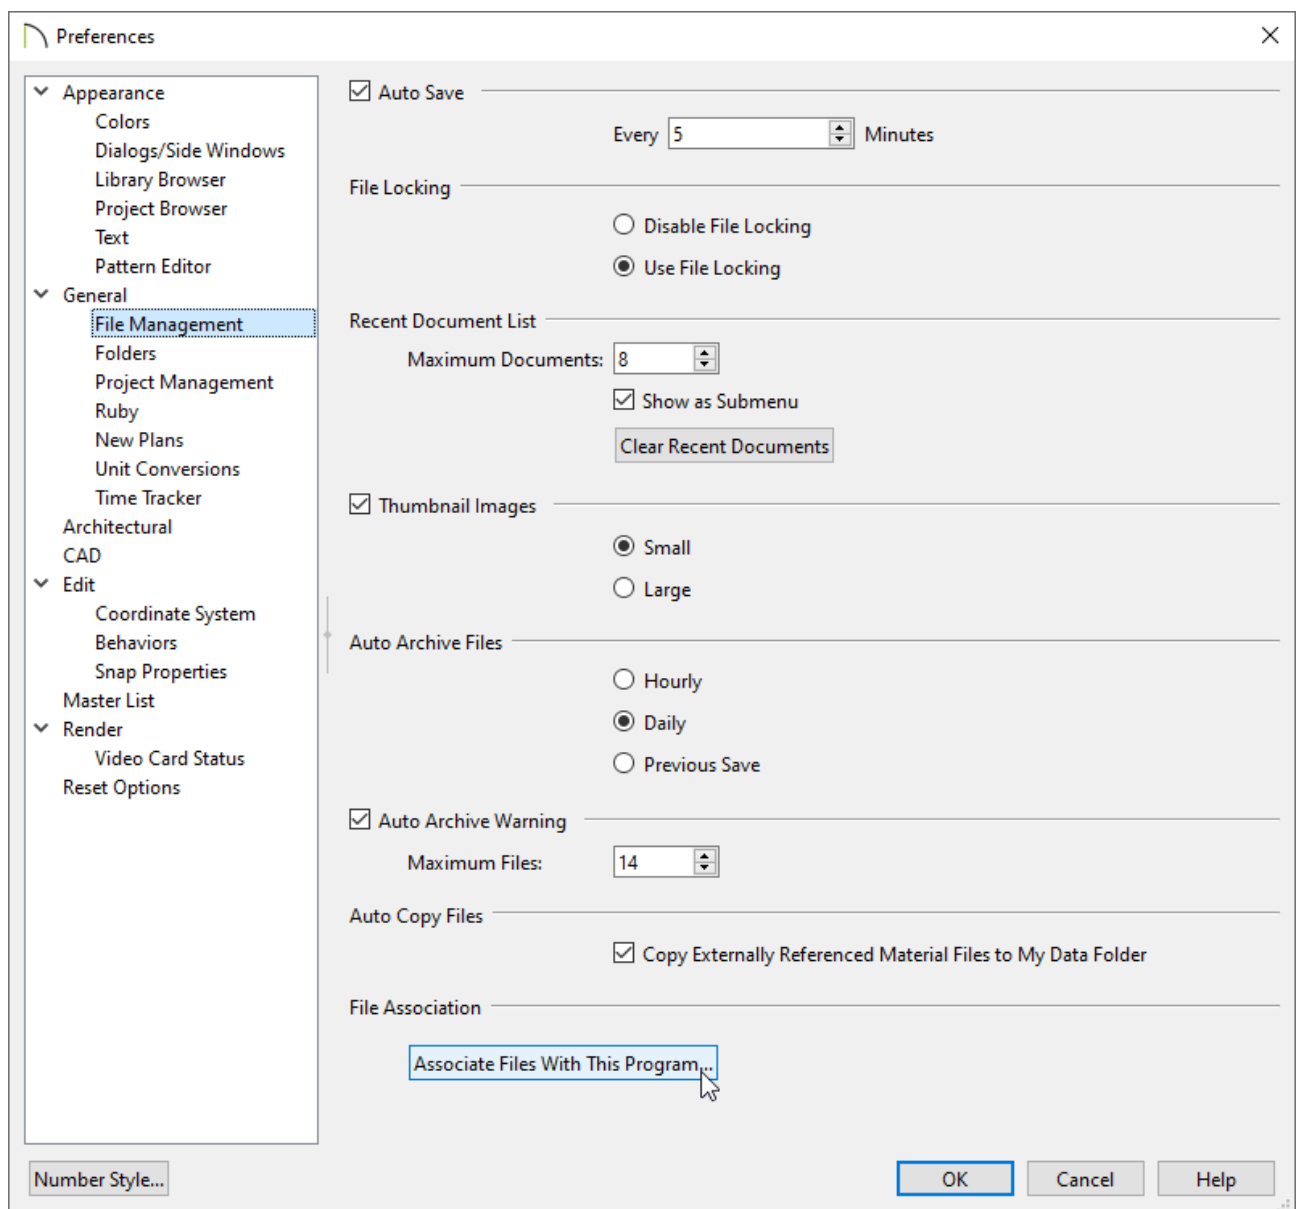 Preferences
Appearance
Colors
Dialogs/Side Windows
Library Browser
Project Browser
Text
Pattern Editor
General
File Management
Folders
Project Management
Ruby
New Plans
Unit Conversions
Time Tracker
Architectural
CAD
Edit
Coordinate System
Behaviors
Snap Properties
Master List
Render
Video Card Status
Reset Options
Auto Save
Every 5 Minutes
File Locking
Disable File Locking
Use File Locking
Recent Document List
Maximum Documents: 8
Show as Submenu
Clear Recent Documents
Thumbnail Images
Small
Large
Auto Archive Files
Hourly
Daily
Previous Save
Auto Archive Warning
Maximum Files: 14
Auto Copy Files
Copy Externally Referenced Material Files to My Data Folder
File Association
Associate Files With This Program...
Number Style...
OK
Cancel
Help